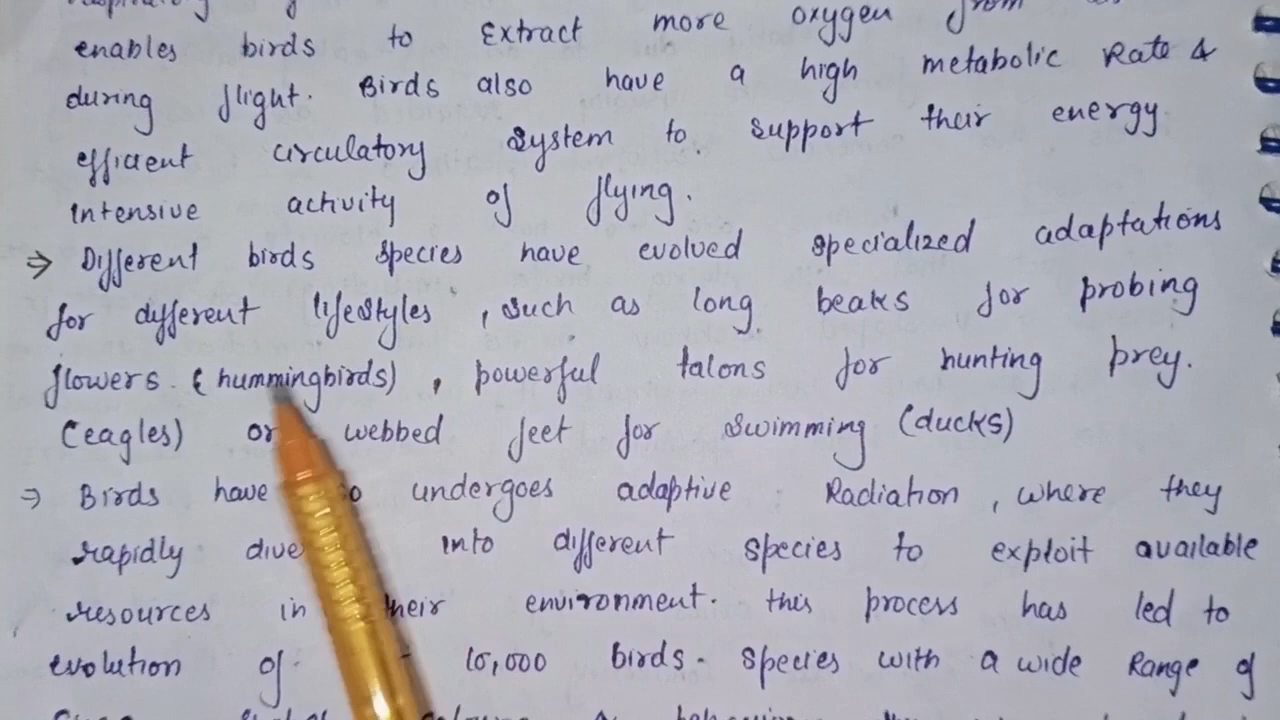 enables birds to Extract more oxygen from
during flight. Birds also have a high metabolic Rate &
efficient circulatory system to support their energy
intensive activity of flying.
⇒ Different birds species have evolved specialized adaptations
for different lifestyles, such as long beaks for probing
flowers (hummingbirds), powerful talons for hunting prey.
(eagles) or webbed feet for swimming (ducks)
⇒ Birds have undergoes adaptive Radiation, where they
rapidly into different species to exploit available
resources in their environment. this process has led to
evolution of 10,000 birds. species with a wide Range of